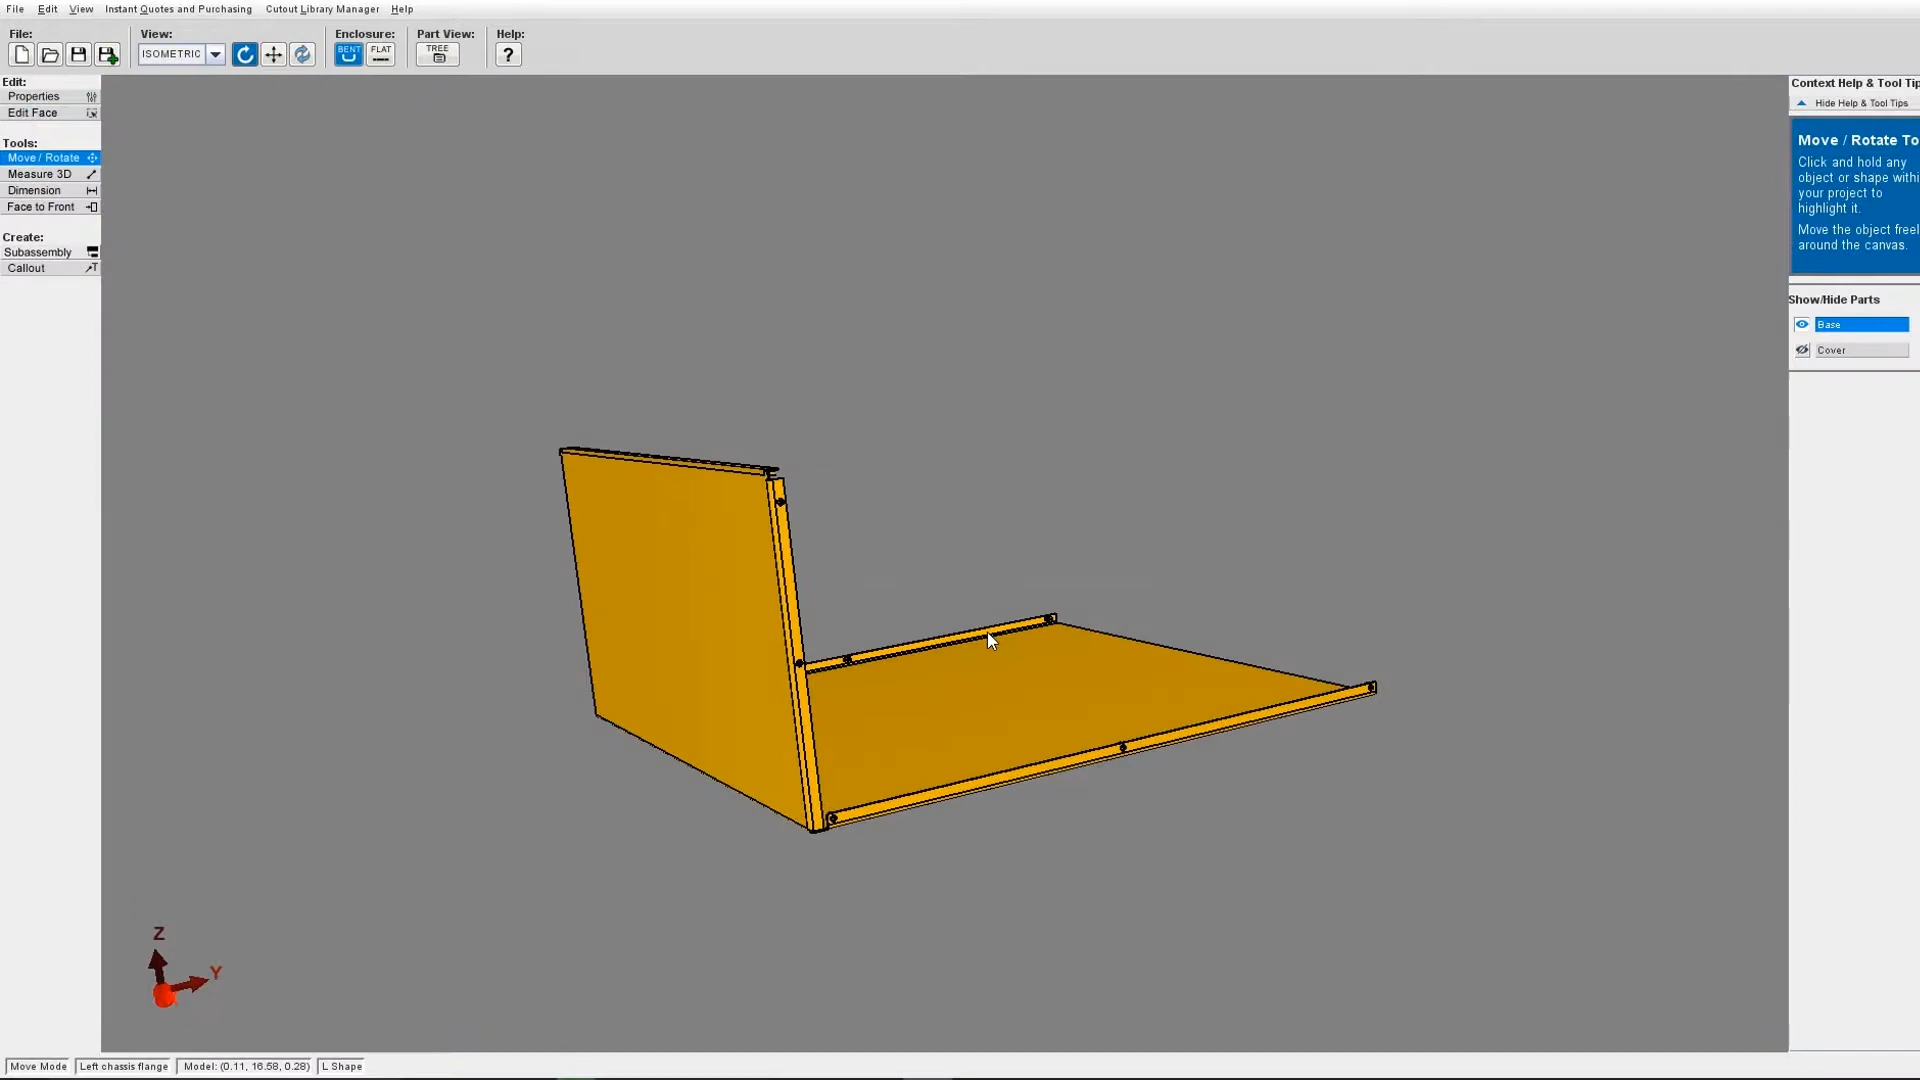 File Edit View Instant Quotes and Purchasing Cutout Library Manager Help
File: View: Enclosure: Part View: Help:
ISOMETRIC BENT FLAT TREE ?
Edit:
Properties
Edit Face
Tools:
Move / Rotate
Measure 3D
Dimension
Face to Front
Create:
Subassembly
Callout
Context Help & Tool Tip
Hide Help & Tool Tips
Move / Rotate To
Click and hold any
object or shape withi
your project to
highlight it.
Move the object freel
around the canvas.
Show/Hide Parts
Base
Cover
Z
Y
Move Mode Left chassis flange Model: (0.11, 16.58, 0.28) L Shape